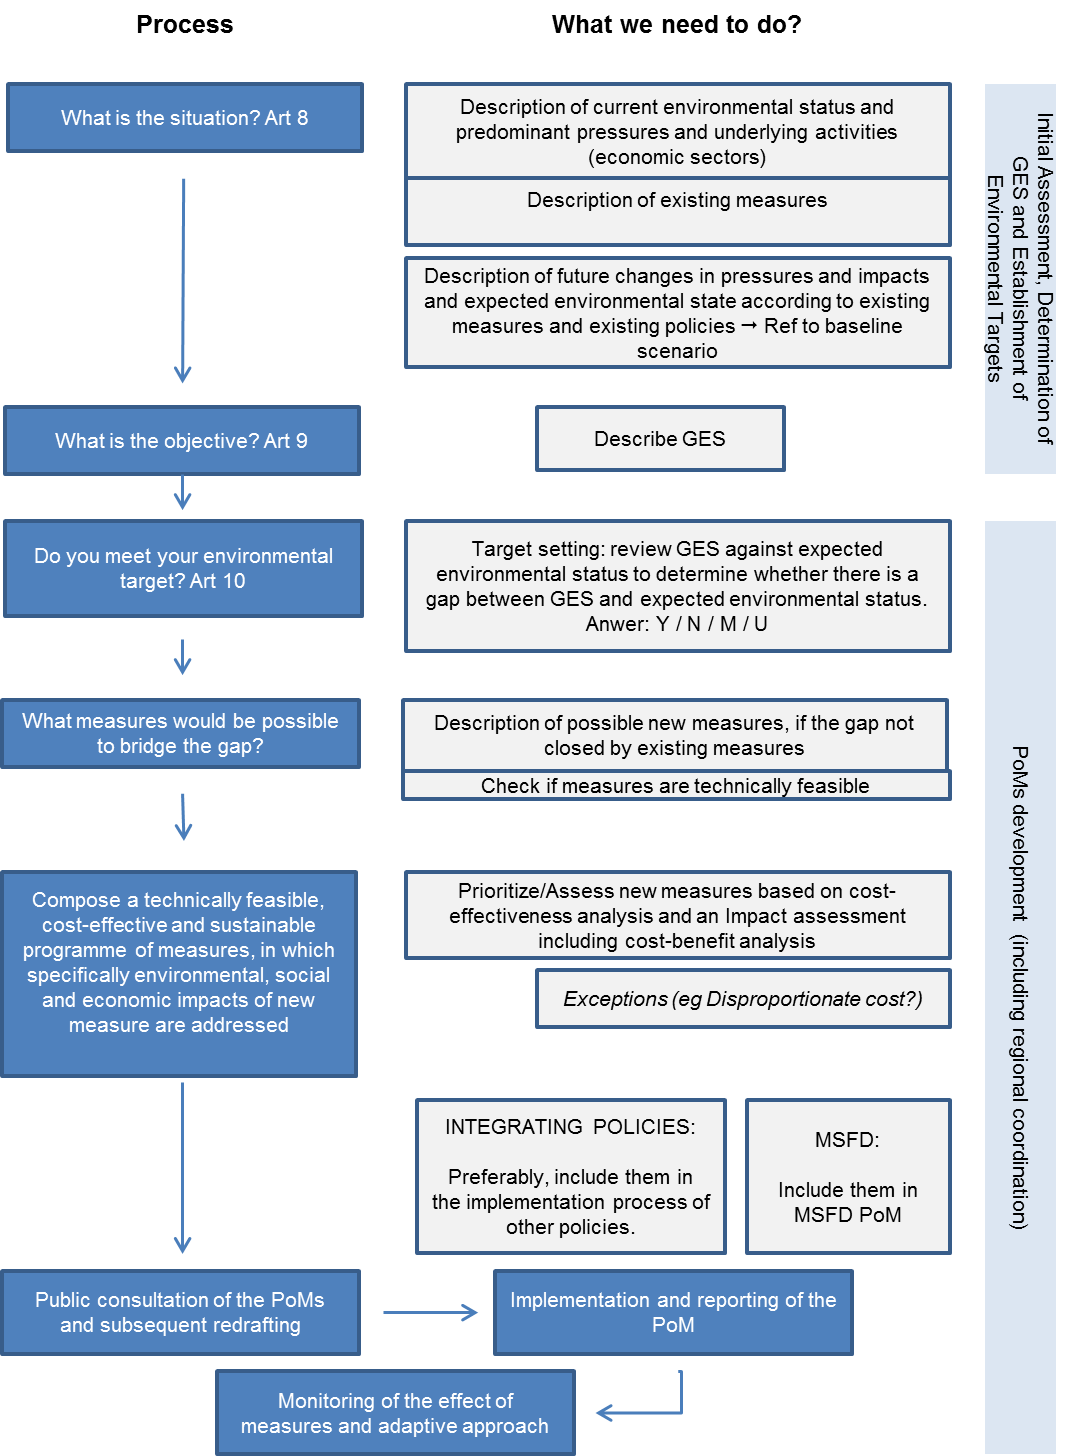 Process
What we need to do?
What is the situation? Art 8
Description of current environmental status and
predominant pressures and underlying activities
(economic sectors)
Description of existing measures
Description of future changes in pressures and impacts
and expected environmental state according to existing
measures and existing policies → Ref to baseline
scenario
Initial Assessment, Determination of
GES and Establishment of
Environmental Targets
What is the objective? Art 9
Describe GES
Do you meet your environmental
target? Art 10
Target setting: review GES against expected
environmental status to determine whether there is a
gap between GES and expected environmental status.
Anwer: Y / N / M / U
What measures would be possible
to bridge the gap?
Description of possible new measures, if the gap not
closed by existing measures
Check if measures are technically feasible
Compose a technically feasible,
cost-effective and sustainable
programme of measures, in which
specifically environmental, social
and economic impacts of new
measure are addressed
Prioritize/Assess new measures based on cost-
effectiveness analysis and an Impact assessment
including cost-benefit analysis
Exceptions (eg Disproportionate cost?)
INTEGRATING POLICIES:
Preferably, include them in
the implementation process of
other policies.
MSFD:
Include them in
MSFD PoM
PoMs development (including regional coordination)
Public consultation of the PoMs
and subsequent redrafting
Implementation and reporting of the
PoM
Monitoring of the effect of
measures and adaptive approach